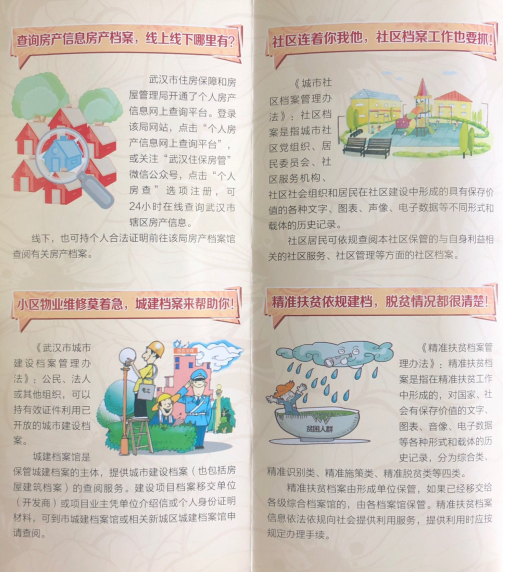 查询房产信息房产档案，线上线下哪里有?
武汉市住房保障和房
屋管理局开通了个人房产
信息网上查询平台。登录
该局网站，点击“个人房
产信息网上查询平台”，
或关注“武汉住保房管”
微信公众号，点击“个人
房查”选项注册，可
24小时在线查询武汉市
辖区房产信息。
线下，也可持个人合法证明前往该局房产档案馆
查阅有关房产档案。
社区连着你我他，社区档案工作也要抓!
《城市社
区档案管理办
法》：社区档
案是指城市社
区党组织、居
民委员会、社
区服务机构、
社区社会组织和居民在社区建设中形成的具有保存价
值的各种文字、图表、声像、电子数据等不同形式和
载体的历史记录。
社区居民可依规查阅本社区保管的与自身利益相
关的社区服务、社区管理等方面的社区档案。
小区物业维修莫着急，城建档案来帮助你!
《武汉市城市
建设档案管理办
法》：公民、法人
或其他组织，可以
持有效证件利用已
开放的城市建设档
案。
城建档案馆是
保管城建档案的主体，提供城市建设档案（也包括房
屋建筑档案）的查阅服务。建设项目档案移交单位
（开发商）或项目业主凭单位介绍信或个人身份证明
材料，可到市城建档案馆或相关新城区城建档案馆申
请查阅。
精准扶贫依规建档，脱贫情况都很清楚!
《精准扶贫档案管
理办法》：精准扶贫档
案是指在精准扶贫工作
中形成的，对国家、社
会有保存价值的文字、
图表、音像、电子数据
等各种形式和载体的历
史记录，分为综合类、
精准识别类、精准施策类、精准脱贫类等四类。
贫困人群
精准扶贫档案由形成单位保管，如果已经移交给
各级综合档案馆的，由各档案馆保管。精准扶贫档案
信息依法依规向社会提供利用服务，提供利用时应按
规定办理手续。